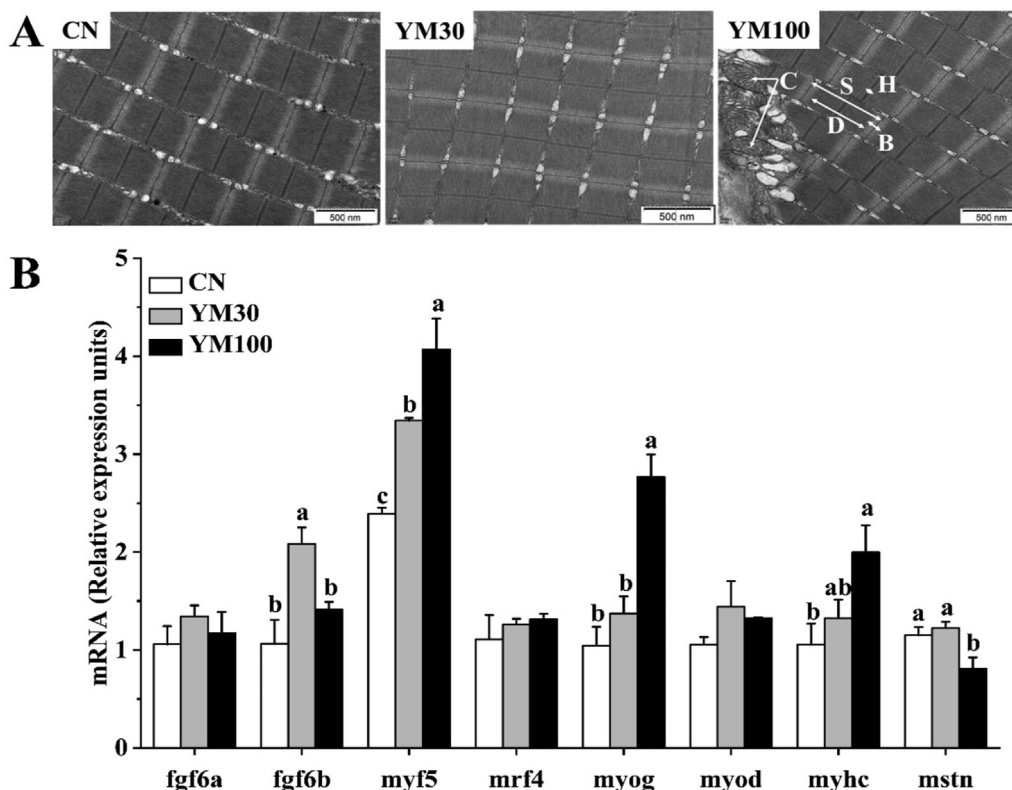 A
CN
YM30
YM100
C
S
H
D
B
500 nm
500 nm
500 nm
B
mRNA (Relative expression units)
5
4
3
2
1
0
CN
YM30
YM100
b
a
b
c
b
a
b
b
a
b
ab
a
a
a
b
fgf6a
fgf6b
myf5
mrf4
myog
myod
myhc
mstn